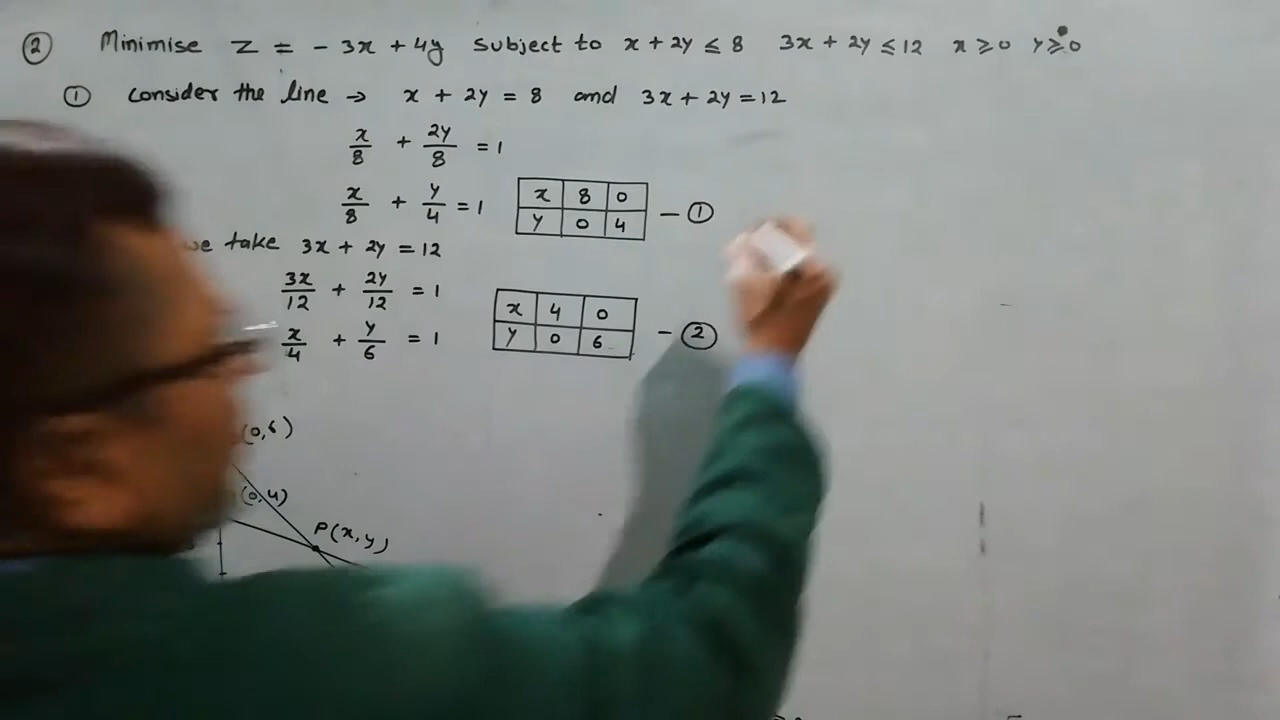 ② Minimise Z = - 3x + 4y subject to x + 2y ≤ 8 3x + 2y ≤ 12 x ≥ 0 y ≥ 0
① consider the line → x + 2y = 8 and 3x + 2y = 12
x/8 + 2y/8 = 1
x/8 + y/4 = 1
x 8 0
y 0 4
- ①
take 3x + 2y = 12
3x/12 + 2y/12 = 1
x/4 + y/6 = 1
x 4 0
y 0 6
- ②
(0,6)
(0,4)
P(x,y)